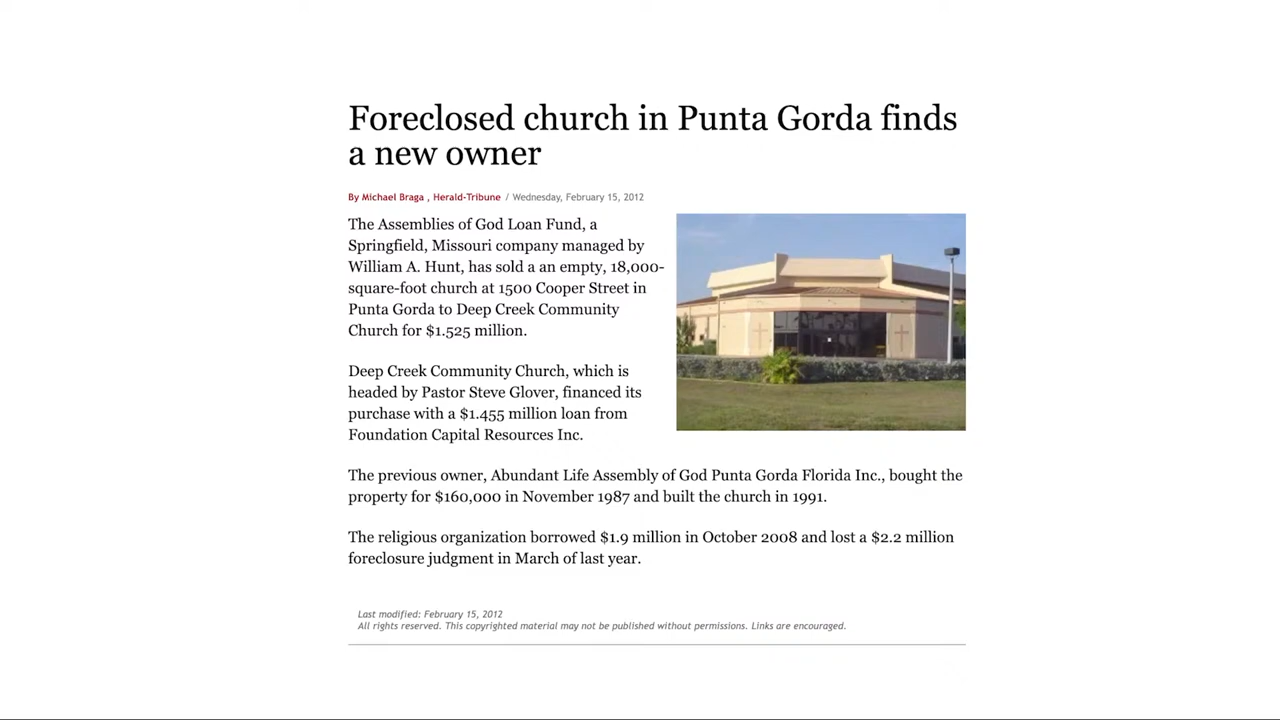 Foreclosed church in Punta Gorda finds
a new owner
By Michael Braga , Herald-Tribune / Wednesday, February 15, 2012
The Assemblies of God Loan Fund, a
Springfield, Missouri company managed by
William A. Hunt, has sold a an empty, 18,000-
square-foot church at 1500 Cooper Street in
Punta Gorda to Deep Creek Community
Church for $1.525 million.
Deep Creek Community Church, which is
headed by Pastor Steve Glover, financed its
purchase with a $1.455 million loan from
Foundation Capital Resources Inc.
The previous owner, Abundant Life Assembly of God Punta Gorda Florida Inc., bought the
property for $160,000 in November 1987 and built the church in 1991.
The religious organization borrowed $1.9 million in October 2008 and lost a $2.2 million
foreclosure judgment in March of last year.
Last modified: February 15, 2012
All rights reserved. This copyrighted material may not be published without permissions. Links are encouraged.